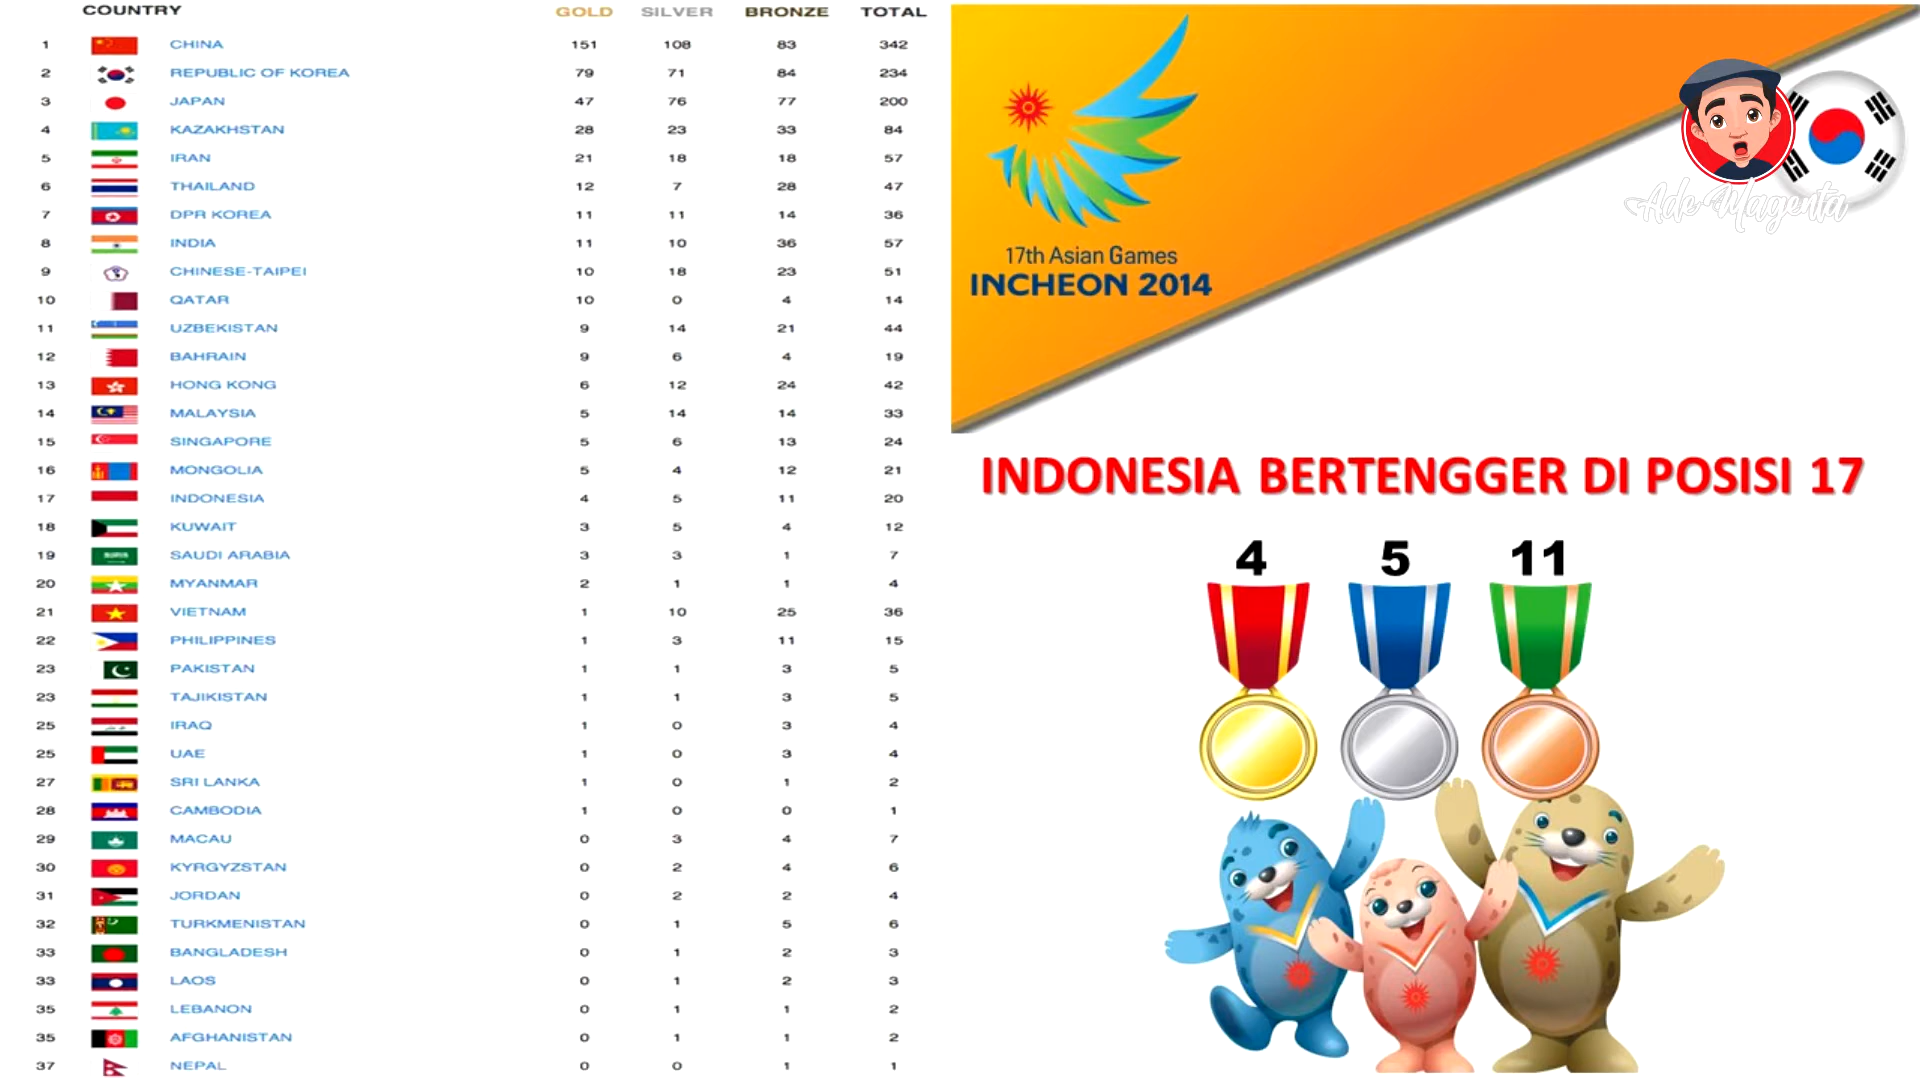 COUNTRY GOLD SILVER BRONZE TOTAL
1 CHINA 151 108 83 342
2 REPUBLIC OF KOREA 79 71 84 234
3 JAPAN 47 76 77 200
4 KAZAKHSTAN 28 23 33 84
5 IRAN 21 18 18 57
6 THAILAND 12 7 28 47
7 DPR KOREA 11 11 14 36
8 INDIA 11 10 36 57
9 CHINESE-TAIPEI 10 18 23 51
10 QATAR 10 0 4 14
11 UZBEKISTAN 9 14 21 44
12 BAHRAIN 9 6 4 19
13 HONG KONG 6 12 24 42
14 MALAYSIA 5 14 14 33
15 SINGAPORE 5 6 13 24
16 MONGOLIA 5 4 12 21
17 INDONESIA 4 5 11 20
18 KUWAIT 3 5 4 12
19 SAUDI ARABIA 3 3 1 7
20 MYANMAR 2 1 1 4
21 VIETNAM 1 10 25 36
22 PHILIPPINES 1 3 11 15
23 PAKISTAN 1 1 3 5
23 TAJIKISTAN 1 1 3 5
25 IRAQ 1 0 3 4
25 UAE 1 0 3 4
27 SRI LANKA 1 0 1 2
28 CAMBODIA 1 0 0 1
29 MACAU 0 3 4 7
30 KYRGYZSTAN 0 2 4 6
31 JORDAN 0 2 2 4
32 TURKMENISTAN 0 1 5 6
33 BANGLADESH 0 1 2 3
33 LAOS 0 1 2 3
35 LEBANON 0 1 1 2
35 AFGHANISTAN 0 1 1 2
37 NEPAL 0 0 1 1
17th Asian Games
INCHEON 2014
Ade Magenta
INDONESIA BERTENGGER DI POSISI 17
4 5 11